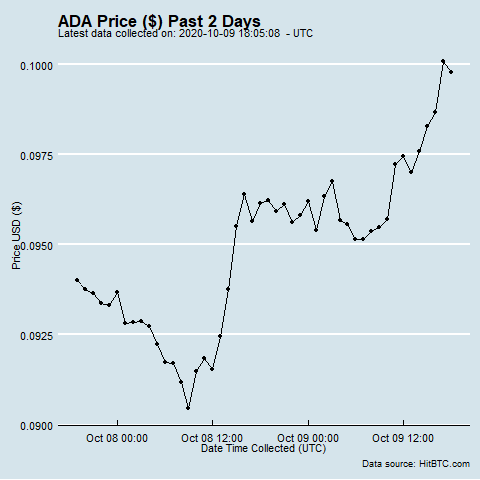 ADA Price ($) Past 2 Days
Latest data collected on: 2020-10-09 18:05:08 - UTC
0.1000
0.0975
0.0950
0.0925
0.0900
Price USD ($)
Oct 08 00:00 Oct 08 12:00 Oct 09 00:00 Oct 09 12:00
Date Time Collected (UTC)
Data source: HitBTC.com